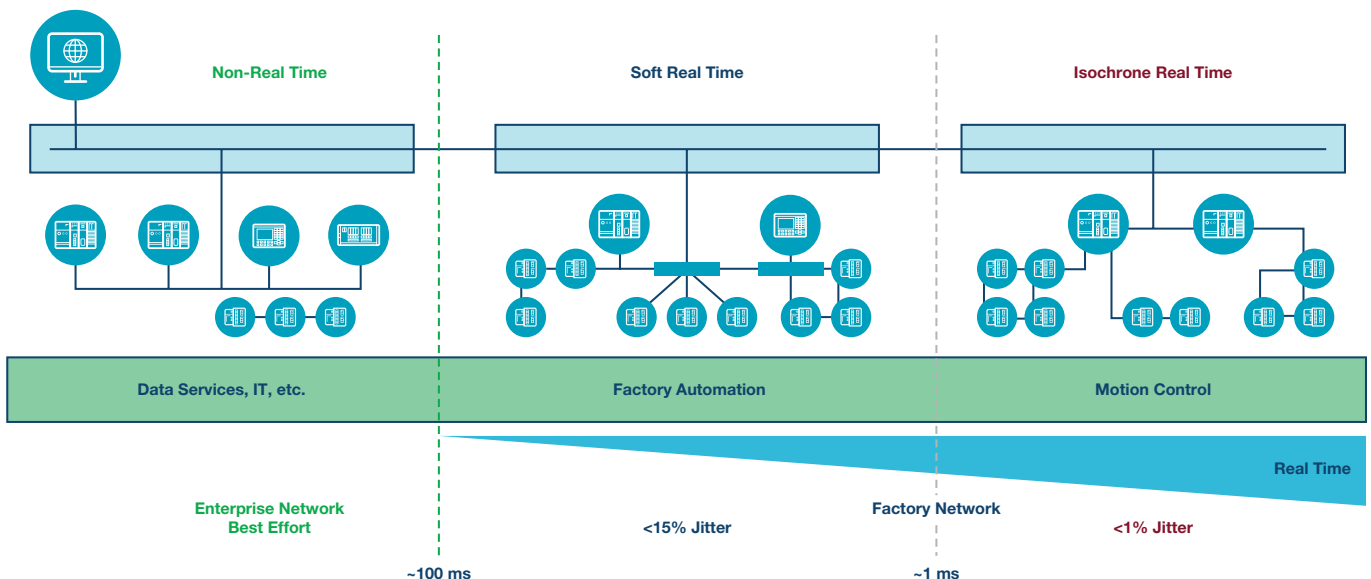 Non-Real Time
Soft Real Time
Isochrone Real Time
Data Services, IT, etc.
Factory Automation
Motion Control
Real Time
Enterprise Network
Best Effort
<15% Jitter
Factory Network
<1% Jitter
~100 ms
~1 ms